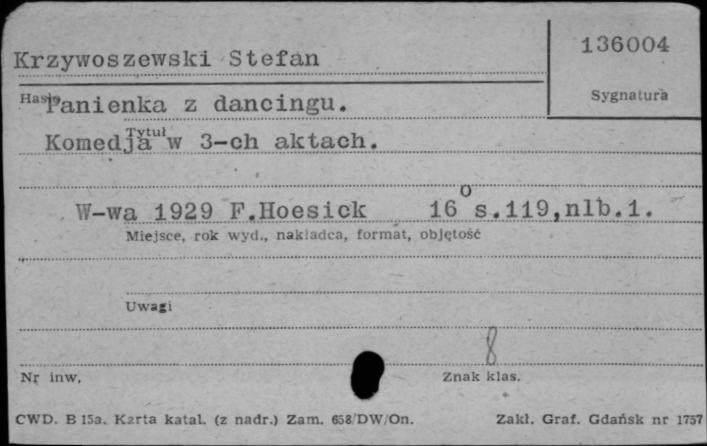 136004
Krzywoszewski Stefan
Sygnatura
Hasło
Panienka z dancingu.
Tytuł
Komedja w 3-ch aktach.
W-wa 1929 F.Hoesick 16° s.119,nlb.1.
Miejsce, rok wyd., nakładca, format, objętość
Uwagi
8
Nr inw. Znak klas.
CWD. B 15a. Karta katal. (z nadr.) Zam. 658/DW/On. Zakł. Graf. Gdańsk nr 1757